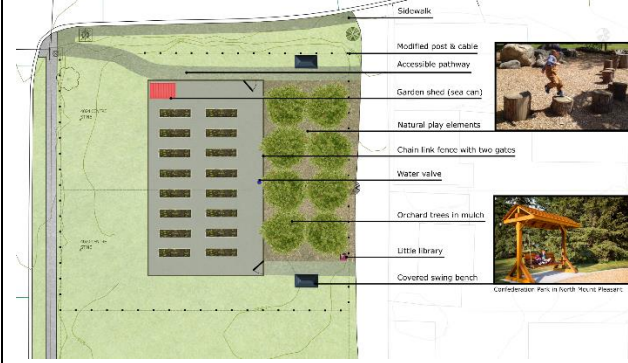 Sidewalk
Modified post & cable
Accessible pathway
Garden shed (sea can)
Natural play elements
Chain link fence with two gates
Water valve
Orchard trees in mulch
Little library
Covered swing bench
Confederation Park in North Mount Pleasant